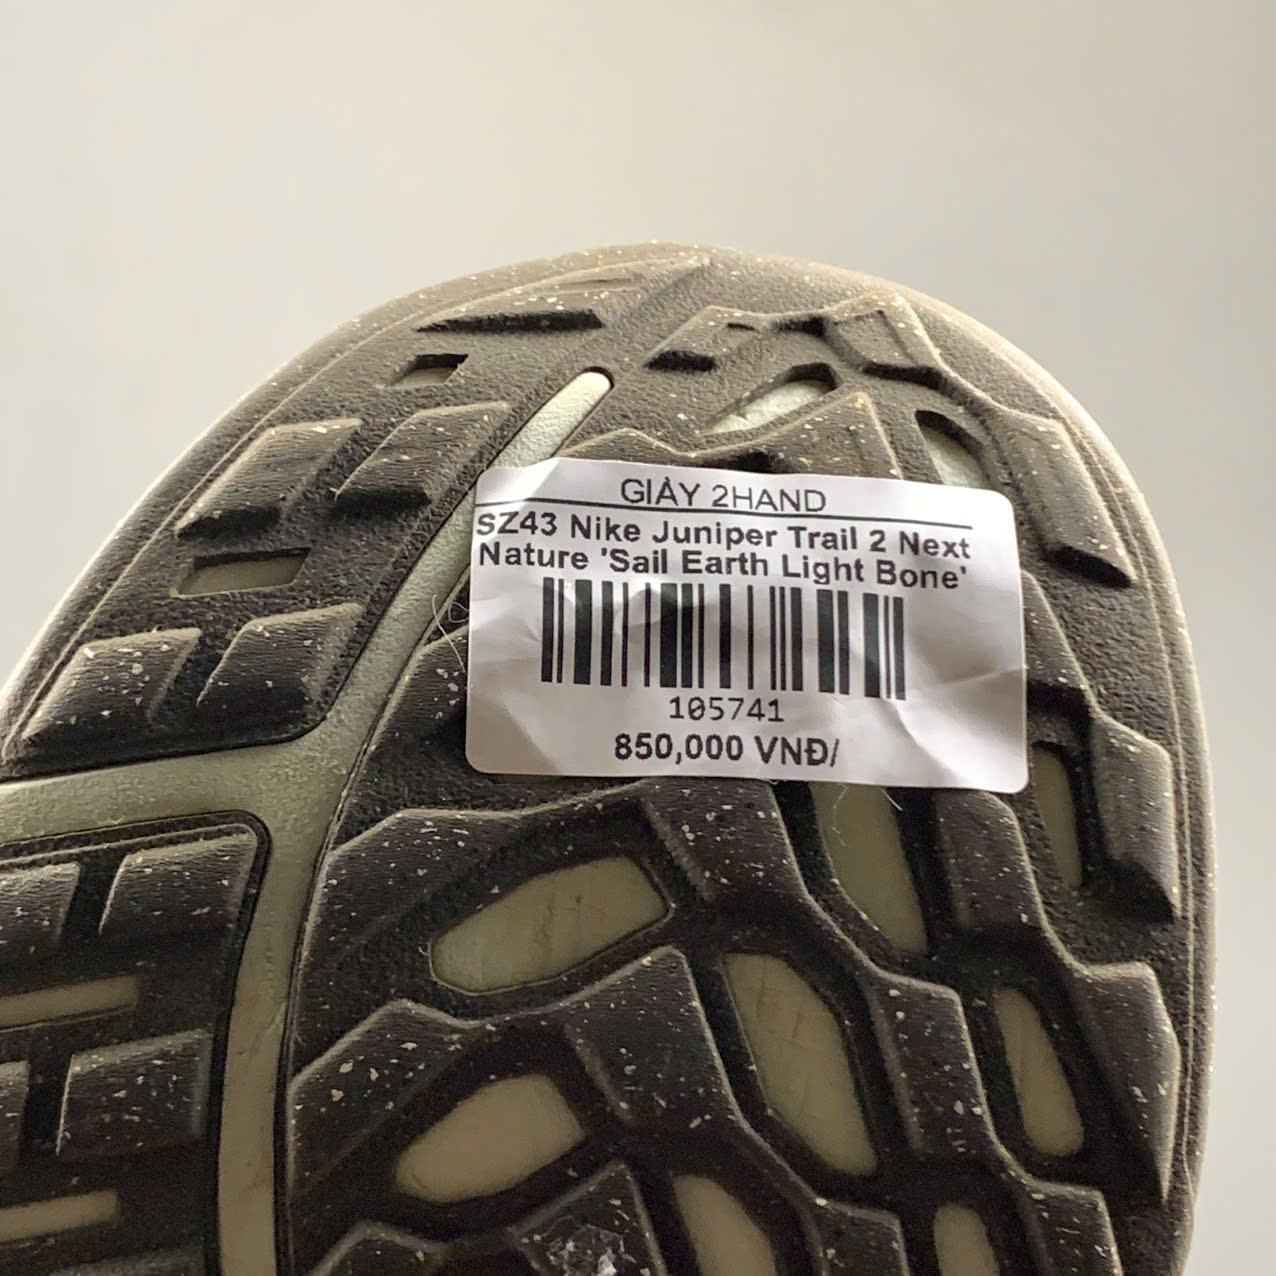 GIÀY 2HAND
SZ43 Nike Juniper Trail 2 Next
Nature 'Sail Earth Light Bone'
105741
850,000 VNĐ/